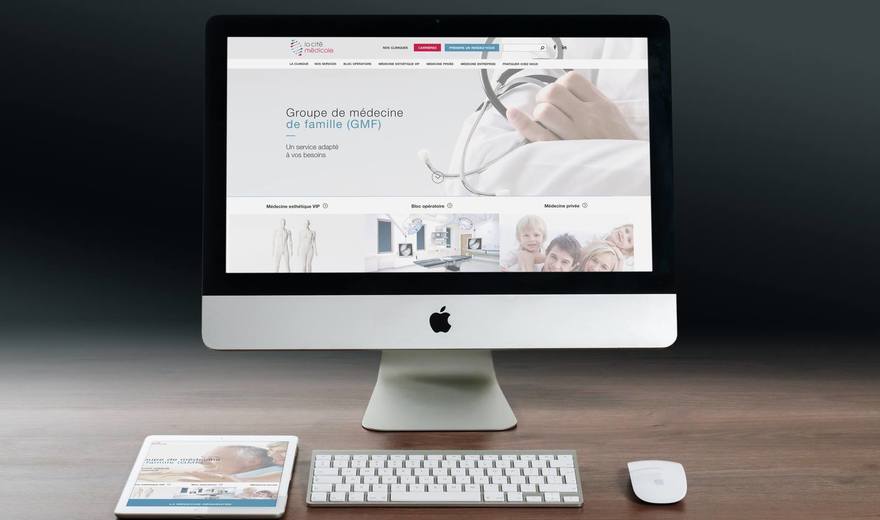 la cité
médicale
NOS CLINIQUES
CARRIÈRES
PRENDRE UN RENDEZ-VOUS
LA CLINIQUE NOS SERVICES BLOC OPÉRATOIRE MÉDECINE ESTHÉTIQUE VIP MÉDECINE PRIVÉE MÉDECINE ENTREPRISE PRATIQUER CHEZ NOUS
Groupe de médecine
de famille (GMF)
Un service adapté
à vos besoins
Médecine esthétique VIP
Bloc opératoire
Médecine privée